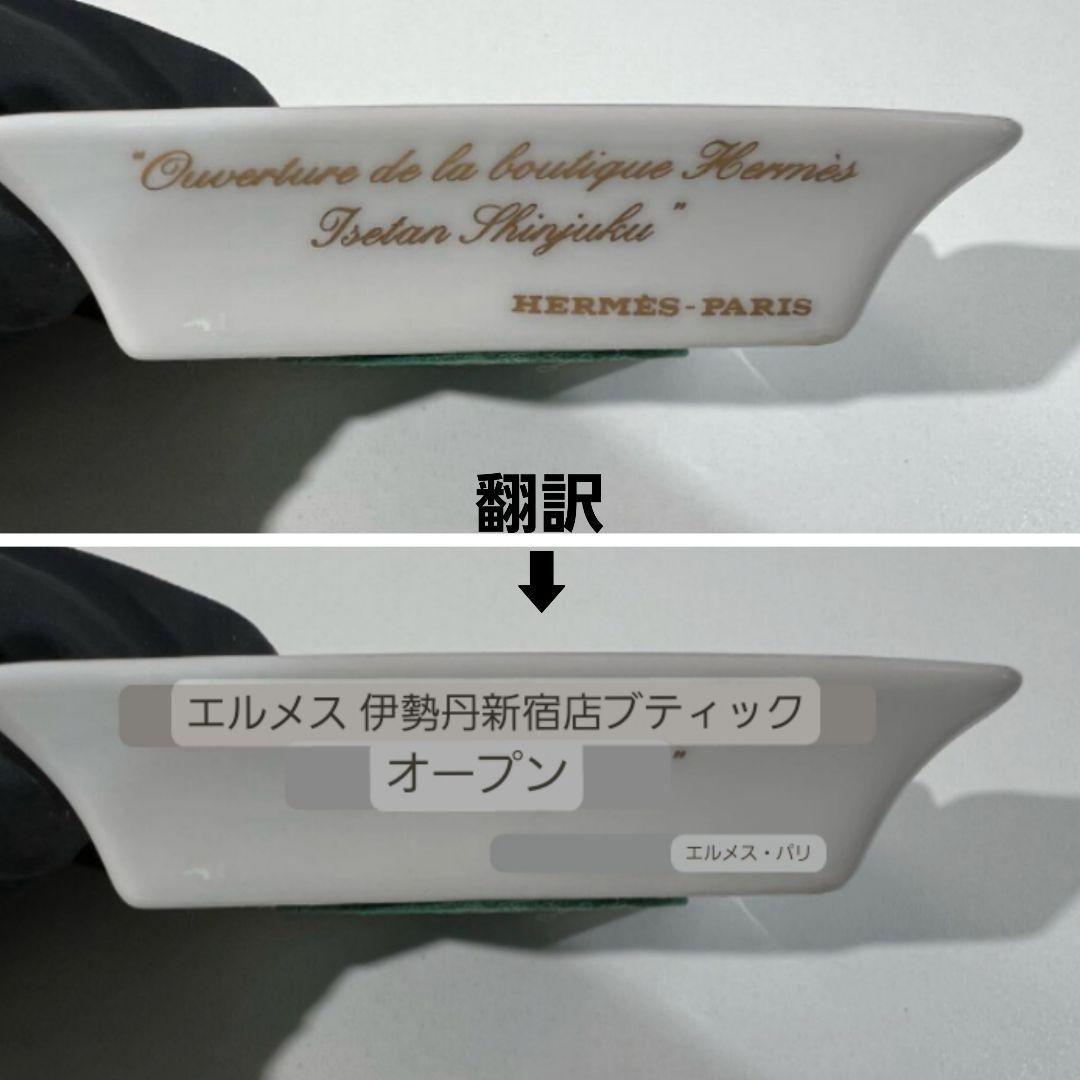 "Ouverture de la boutique Hermès
Isetan Shinjuku"
HERMÈS-PARIS
翻訳
エルメス 伊勢丹新宿店ブティック
オープン
"
エルメス・パリ